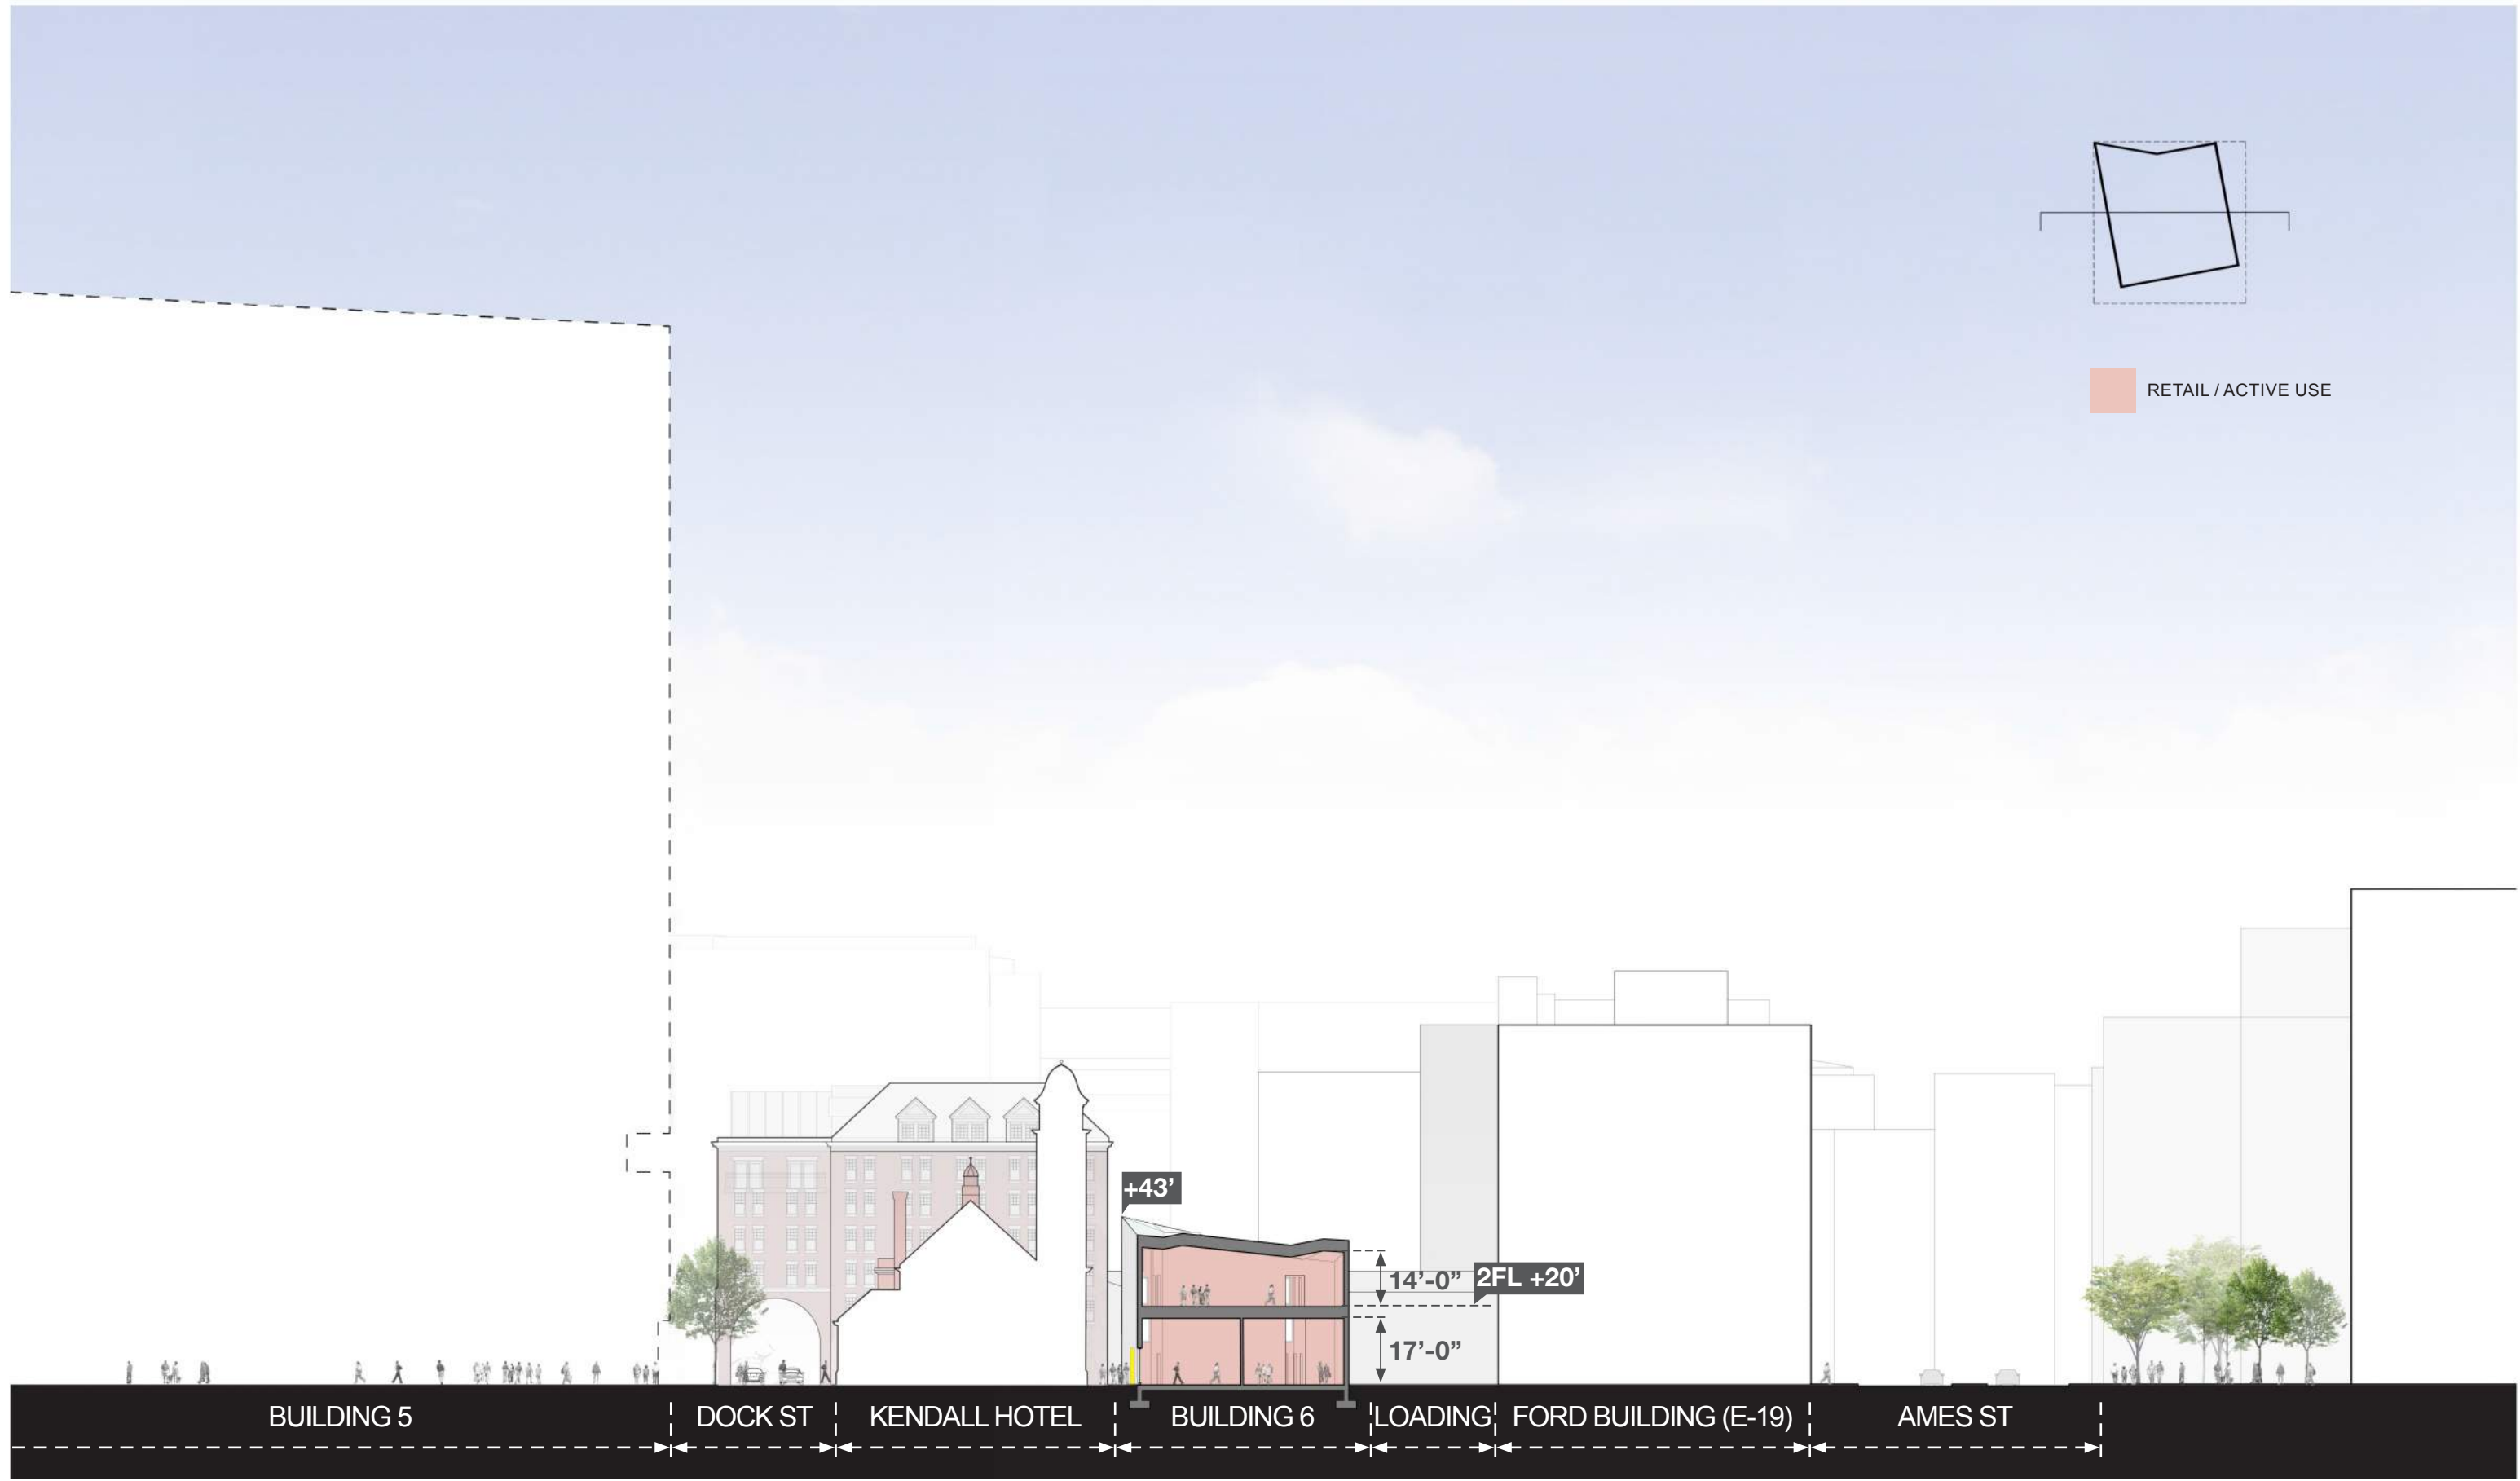 RETAIL / ACTIVE USE
+43’
14’-0”
2FL +20’
17’-0”
BUILDING 5
DOCK ST
KENDALL HOTEL
BUILDING 6
LOADING
FORD BUILDING (E-19)
AMES ST